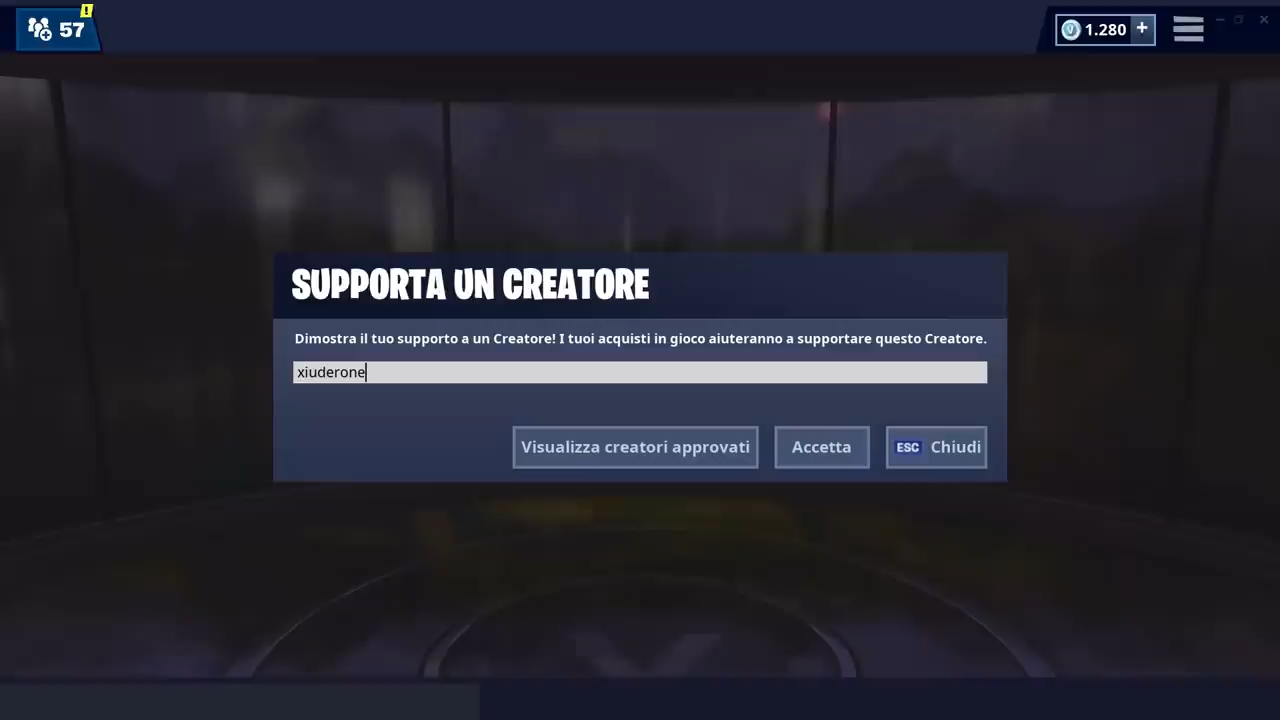 57
!
1.280 +
SUPPORTA UN CREATORE
Dimostra il tuo supporto a un Creatore! I tuoi acquisti in gioco aiuteranno a supportare questo Creatore.
xiuderone
Visualizza creatori approvati
Accetta
ESC Chiudi